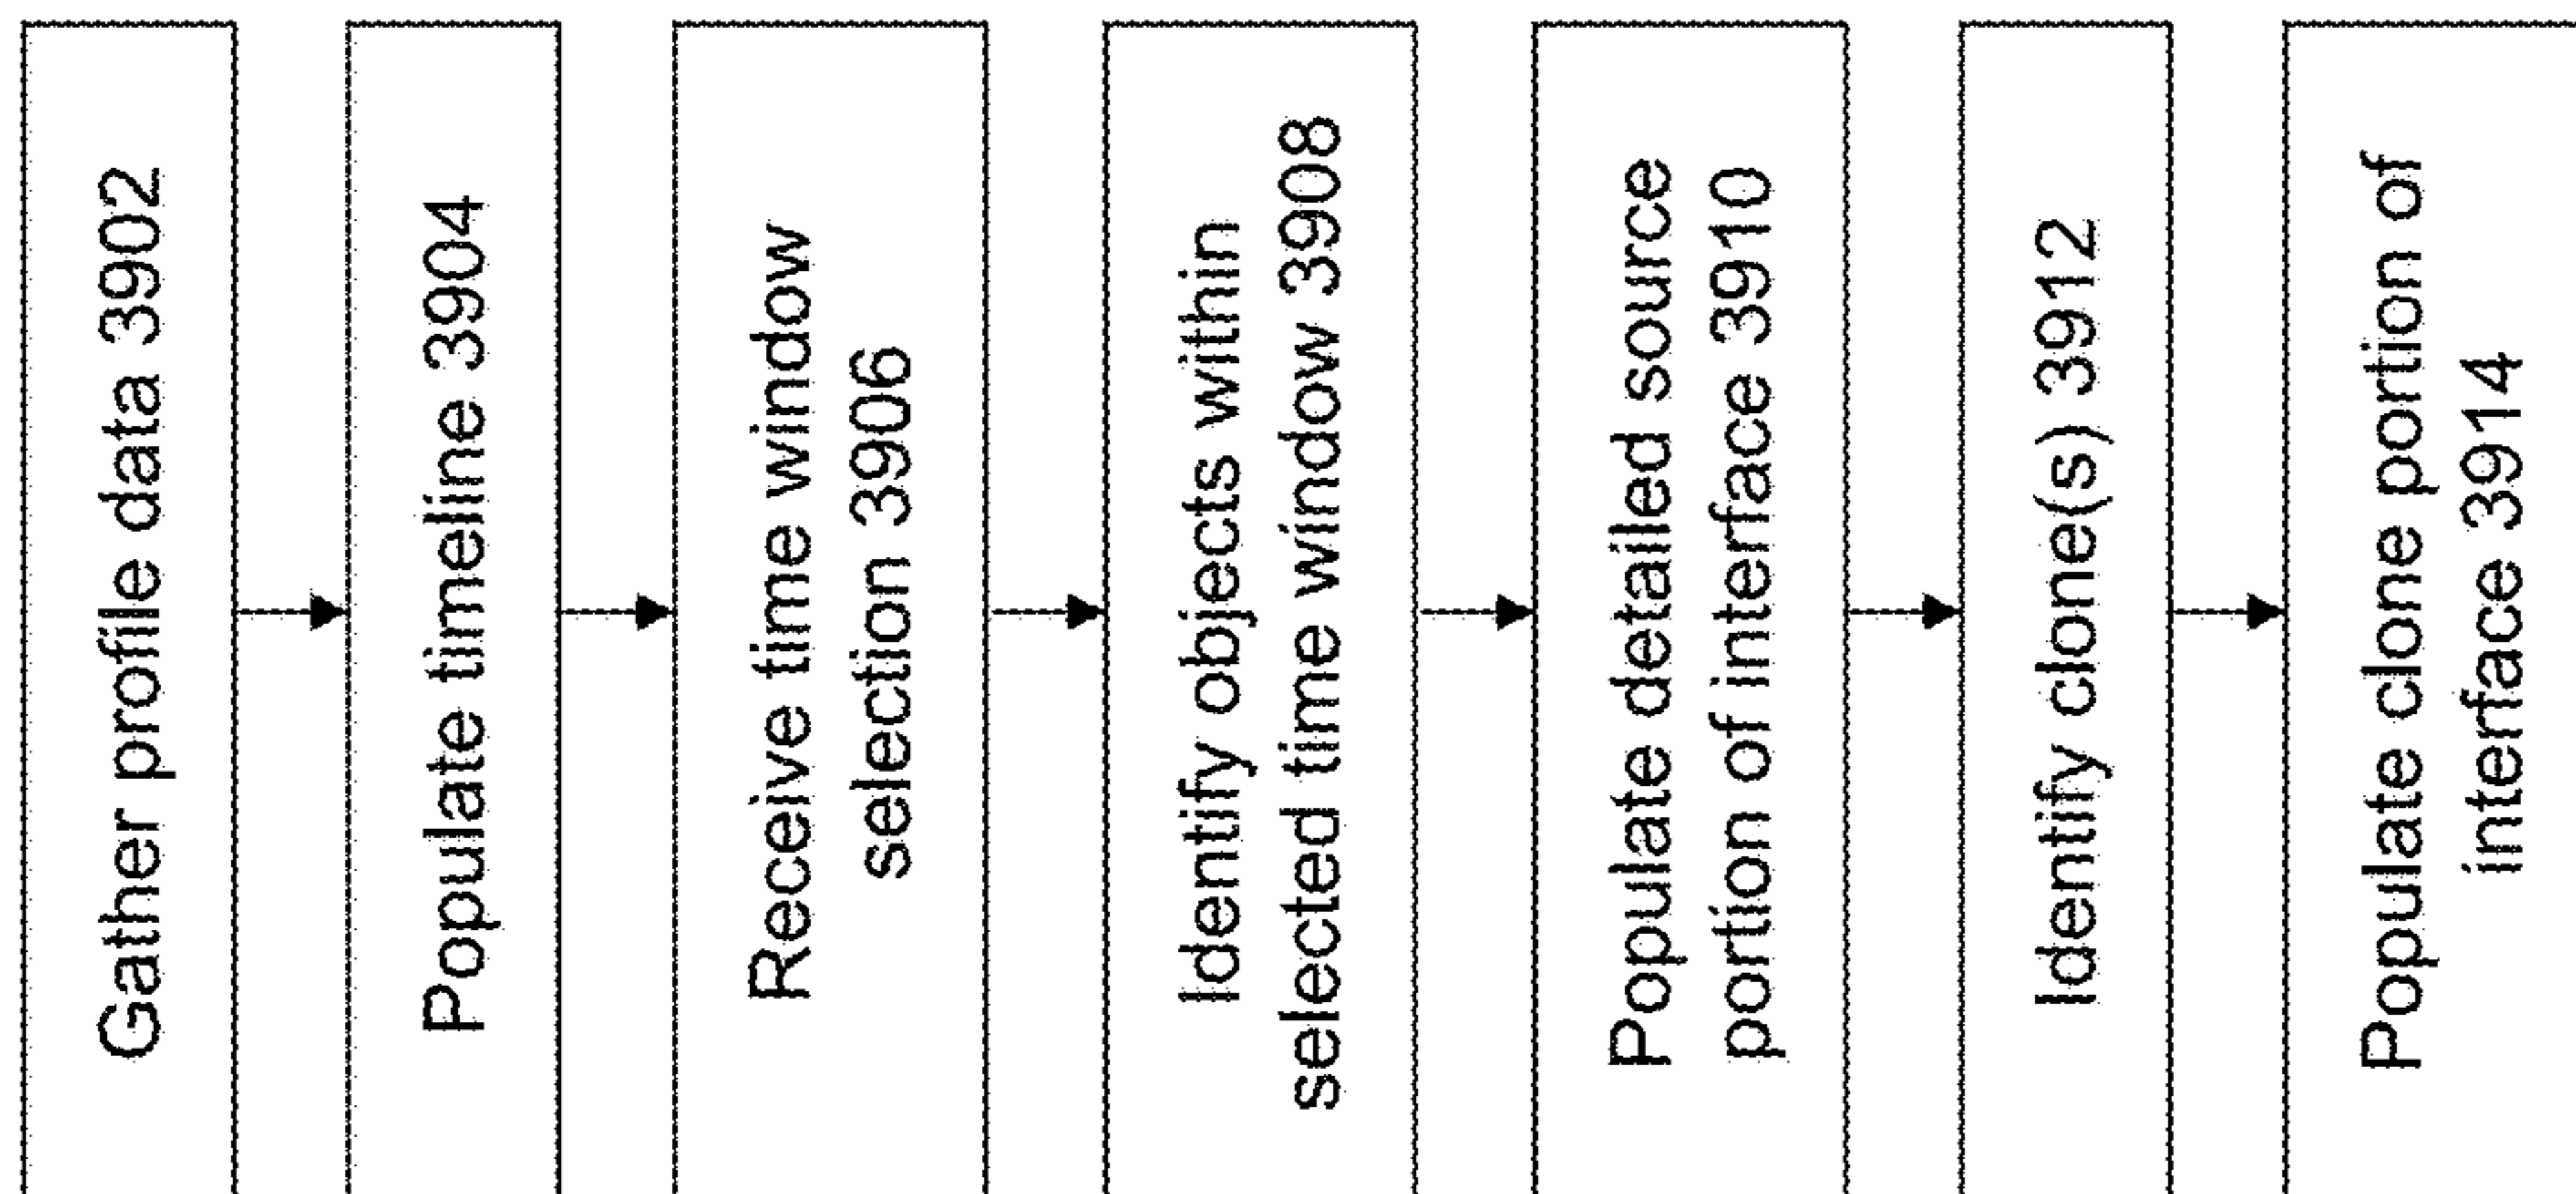 Gather profile data 3902
Populate timeline 3904
Receive time window
selection 3906
Identify objects within
selected time window 3908
Populate detailed source
portion of interface 3910
Identify clone(s) 3912
Populate clone portion of
interface 3914